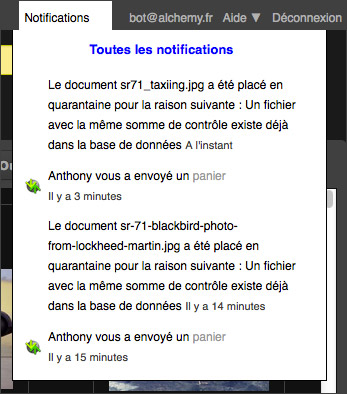 Notifications bot@alchemy.fr Aide ▼ Déconnexion
Toutes les notifications
Le document sr71_taxiing.jpg a été placé en
quarantaine pour la raison suivante : Un fichier
avec la même somme de contrôle existe déjà
dans la base de données A l'instant
Anthony vous a envoyé un panier
Il y a 3 minutes
Le document sr-71-blackbird-photo-
from-lockheed-martin.jpg a été placé en
quarantaine pour la raison suivante : Un fichier
avec la même somme de contrôle existe déjà
dans la base de données Il y a 14 minutes
Anthony vous a envoyé un panier
Il y a 15 minutes